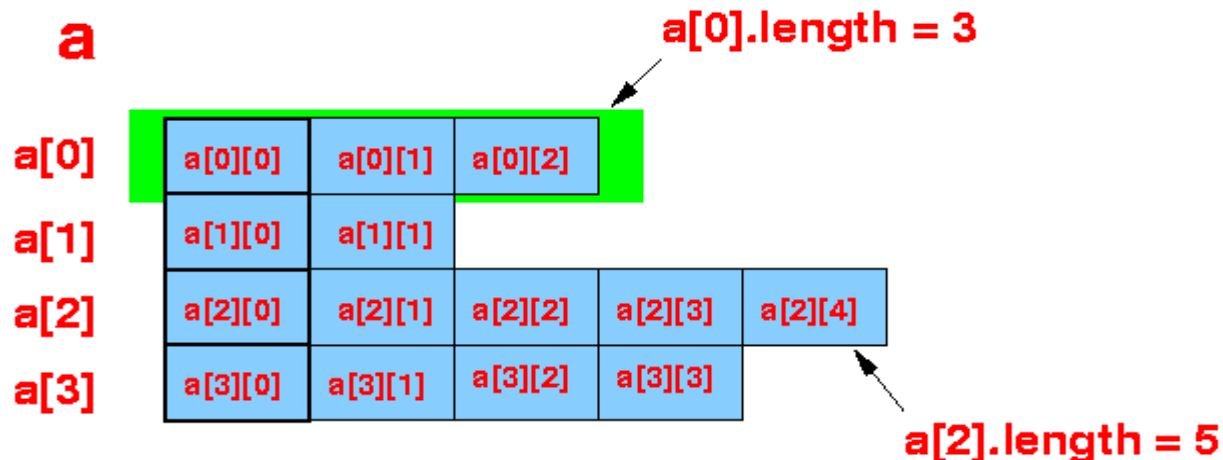 a
a[0].length = 3
a[0] a[0][0] a[0][1] a[0][2]
a[1] a[1][0] a[1][1]
a[2] a[2][0] a[2][1] a[2][2] a[2][3] a[2][4]
a[3] a[3][0] a[3][1] a[3][2] a[3][3]
a[2].length = 5